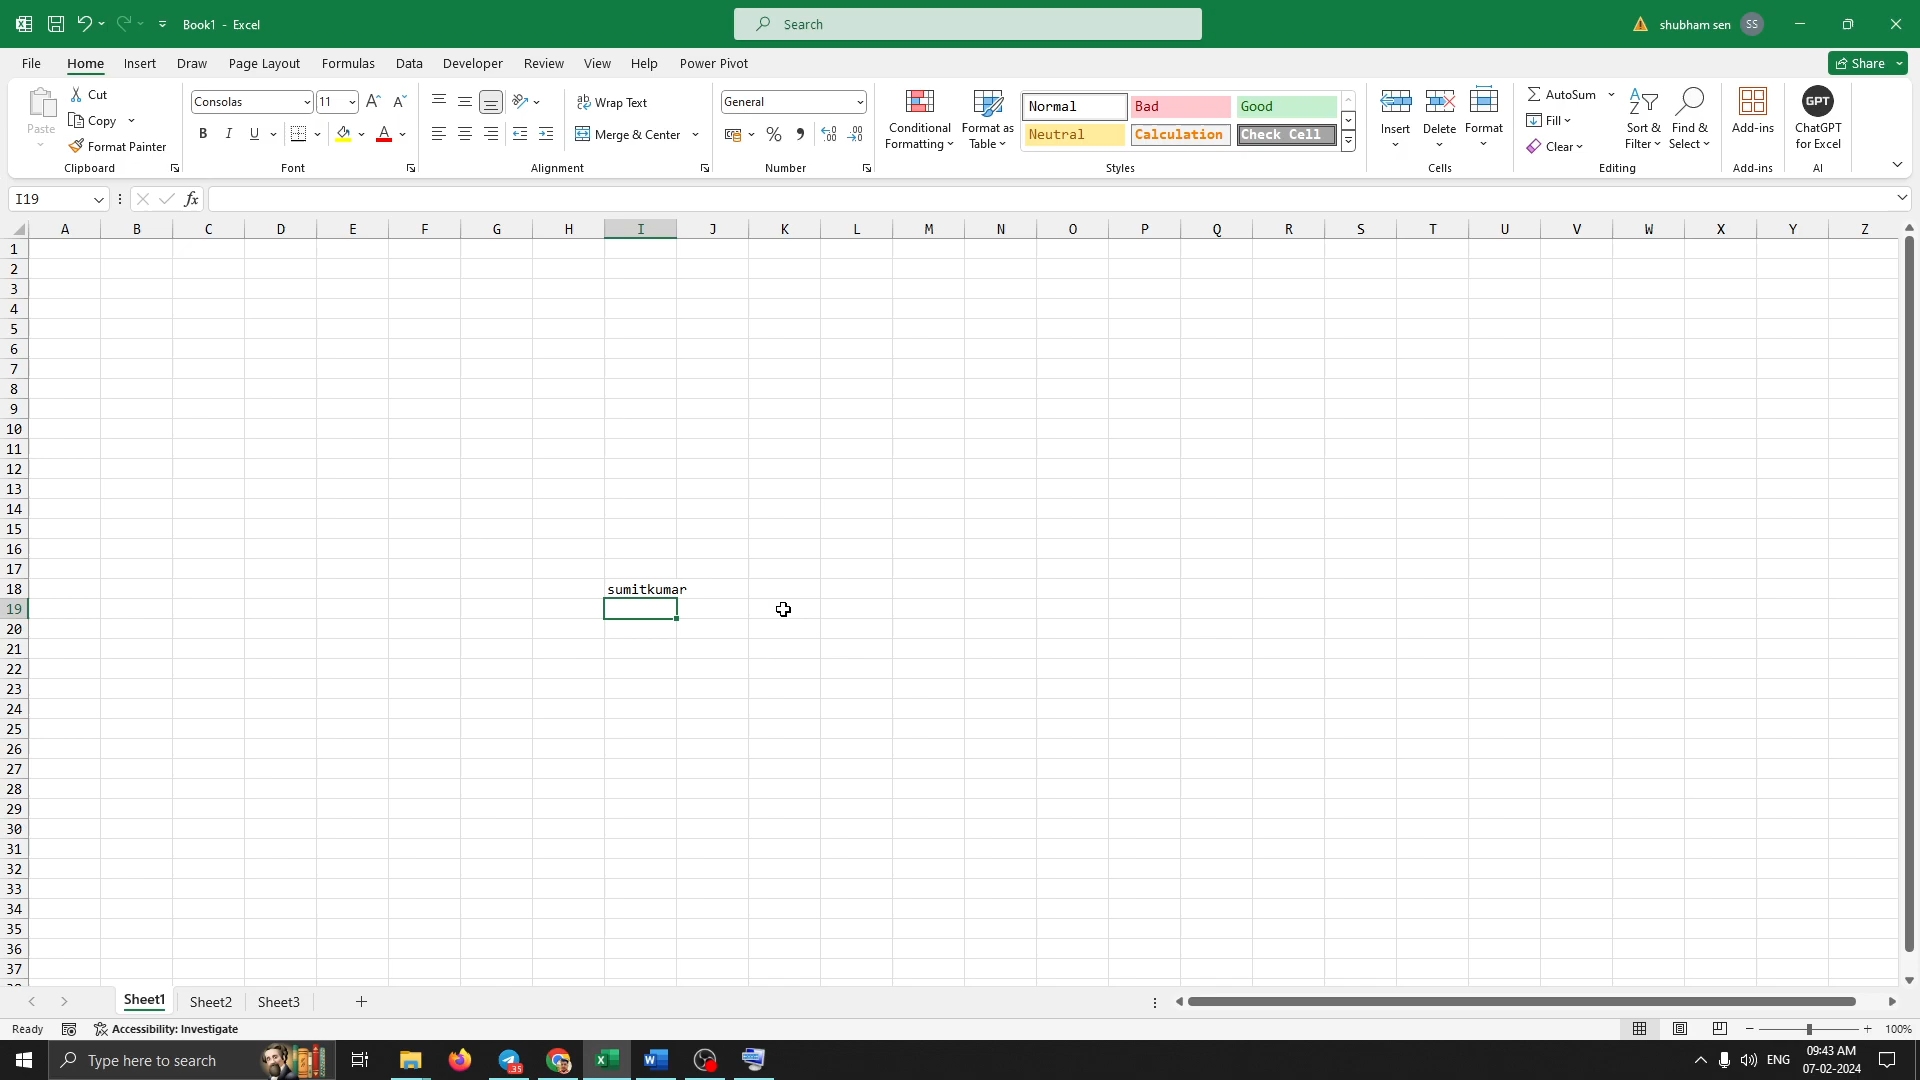 Book1 - Excel
Search
shubham sen SS
File Home Insert Draw Page Layout Formulas Data Developer Review View Help Power Pivot
Share
Paste
Cut
Copy
Format Painter
Clipboard
Consolas 11
B I U
Font
Wrap Text
Merge & Center
Alignment
General
Number
Conditional Formatting
Format as Table
Normal Bad Good
Neutral Calculation Check Cell
Styles
Insert Delete Format
Cells
AutoSum
Fill
Clear
Sort & Filter
Find & Select
Editing
Add-ins
Add-ins
GPT
ChatGPT for Excel
AI
I19
fx
A B C D E F G H I J K L M N O P Q R S T U V W X Y Z
1
2
3
4
5
6
7
8
9
10
11
12
13
14
15
16
17
18 sumitkumar
19
20
21
22
23
24
25
26
27
28
29
30
31
32
33
34
35
36
37
Sheet1 Sheet2 Sheet3
Ready Accessibility: Investigate 100%
Type here to search
35
ENG
09:43 AM
07-02-2024